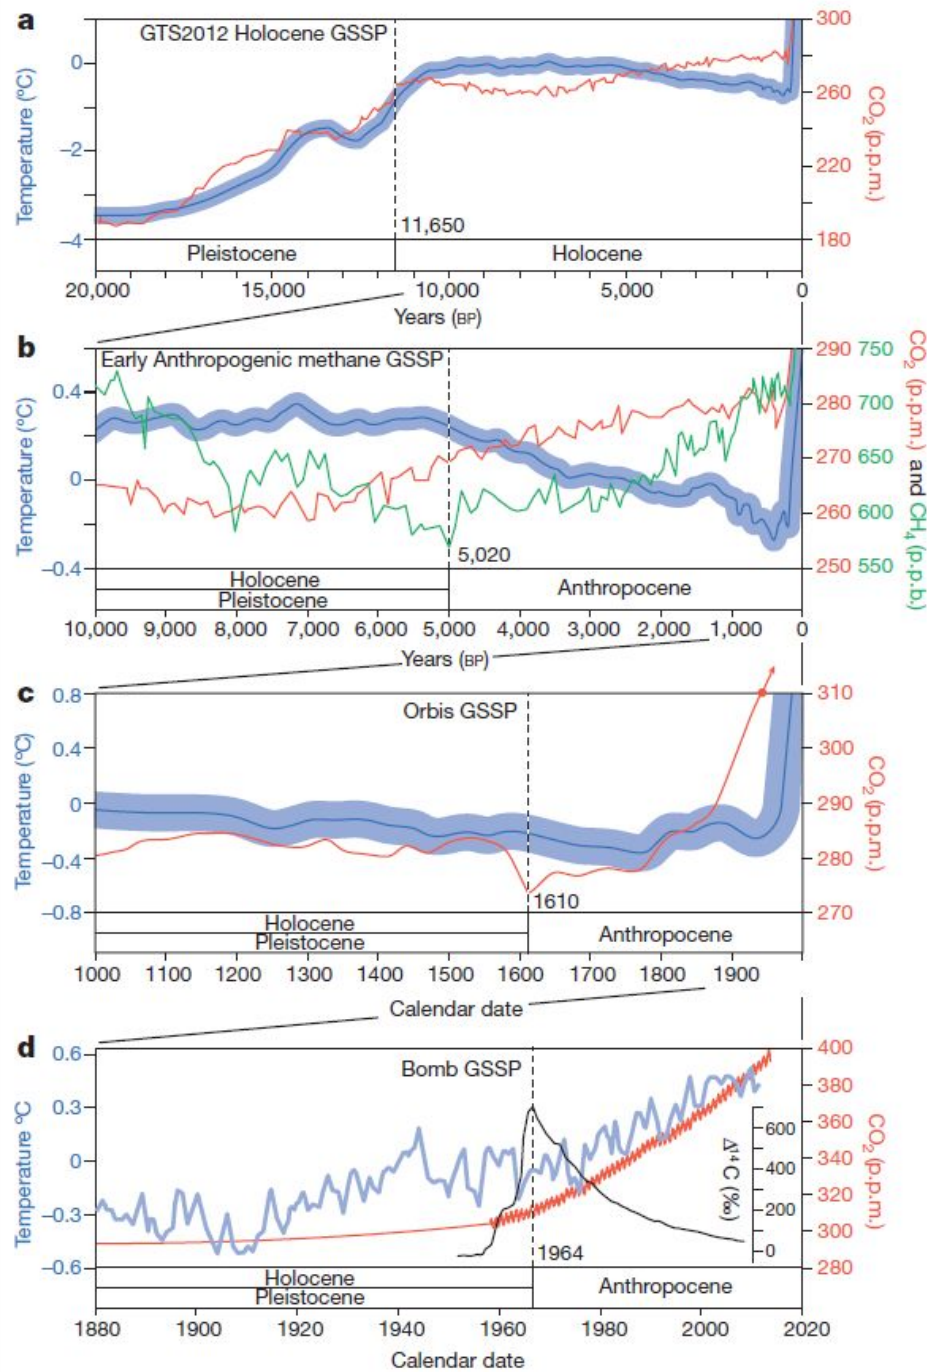 a
GTS2012 Holocene GSSP
Temperature (ºC)
0
–2
–4
300
260
220
180
CO2 (p.p.m.)
11,650
Pleistocene
Holocene
20,000 15,000 10,000 5,000 0
Years (BP)
b
Early Anthropogenic methane GSSP
Temperature (ºC)
0.4
0
–0.4
290 750
280 700
270 650
260 600
250 550
CO2 (p.p.m.) and CH4 (p.p.b.)
5,020
Holocene
Pleistocene
Anthropocene
10,000 9,000 8,000 7,000 6,000 5,000 4,000 3,000 2,000 1,000 0
Years (BP)
c
Orbis GSSP
Temperature (ºC)
0.8
0.4
0
–0.4
–0.8
310
300
290
280
270
CO2 (p.p.m.)
1610
Holocene
Pleistocene
Anthropocene
1000 1100 1200 1300 1400 1500 1600 1700 1800 1900
Calendar date
d
Bomb GSSP
Temperature ºC
0.6
0.3
0
–0.3
–0.6
400
380
360
340
320
300
280
CO2 (p.p.m.)
Δ14C (‰)
600
400
200
0
1964
Holocene
Pleistocene
Anthropocene
1880 1900 1920 1940 1960 1980 2000 2020
Calendar date